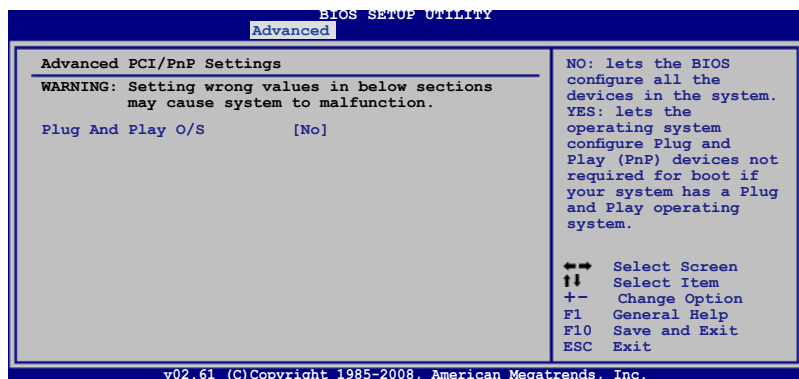 BIOS SETUP UTILITY
Advanced
Advanced PCI/PnP Settings
WARNING: Setting wrong values in below sections
may cause system to malfunction.
Plug And Play O/S [No]
NO: lets the BIOS
configure all the
devices in the system.
YES: lets the
operating system
configure Plug and
Play (PnP) devices not
required for boot if
your system has a Plug
and Play operating
system.
←→ Select Screen
↑↓ Select Item
+- Change Option
F1 General Help
F10 Save and Exit
ESC Exit
v02.61 (C)Copyright 1985-2008, American Megatrends, Inc.